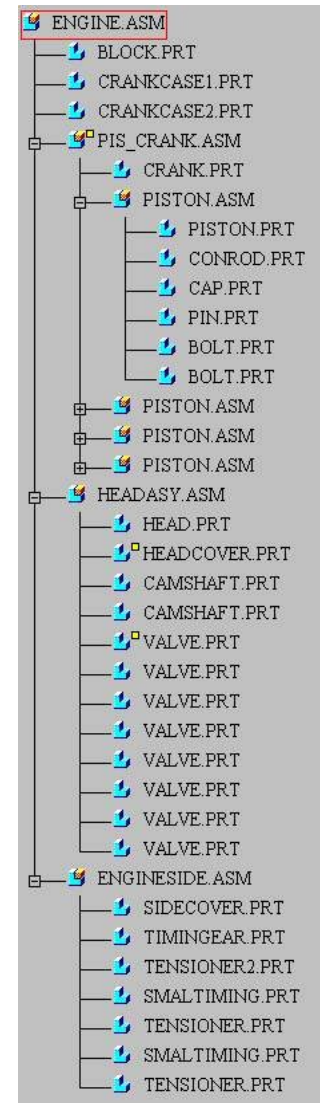 ENGINE.ASM
BLOCK.PRT
CRANKCASE1.PRT
CRANKCASE2.PRT
PIS_CRANK.ASM
CRANK.PRT
PISTON.ASM
PISTON.PRT
CONROD.PRT
CAP.PRT
PIN.PRT
BOLT.PRT
BOLT.PRT
PISTON.ASM
PISTON.ASM
PISTON.ASM
HEADASY.ASM
HEAD.PRT
HEADCOVER.PRT
CAMSHAFT.PRT
CAMSHAFT.PRT
VALVE.PRT
VALVE.PRT
VALVE.PRT
VALVE.PRT
VALVE.PRT
VALVE.PRT
VALVE.PRT
VALVE.PRT
ENGINESIDE.ASM
SIDECOVER.PRT
TIMINGEAR.PRT
TENSIONER2.PRT
SMALTIMING.PRT
TENSIONER.PRT
SMALTIMING.PRT
TENSIONER.PRT